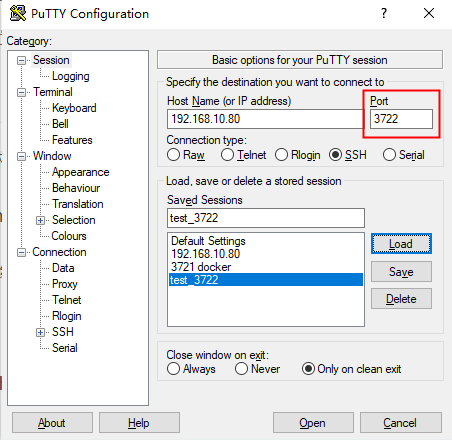 PuTTY Configuration
Category:
Session
Logging
Terminal
Keyboard
Bell
Features
Window
Appearance
Behaviour
Translation
Selection
Colours
Connection
Data
Proxy
Telnet
Rlogin
SSH
Serial
Basic options for your PuTTY session
Specify the destination you want to connect to
Host Name (or IP address) Port
192.168.10.80 3722
Connection type:
Raw Telnet Rlogin SSH Serial
Load, save or delete a stored session
Saved Sessions
test_3722
Default Settings
192.168.10.80
3721 docker
test_3722
Load
Save
Delete
Close window on exit:
Always Never Only on clean exit
About Help Open Cancel